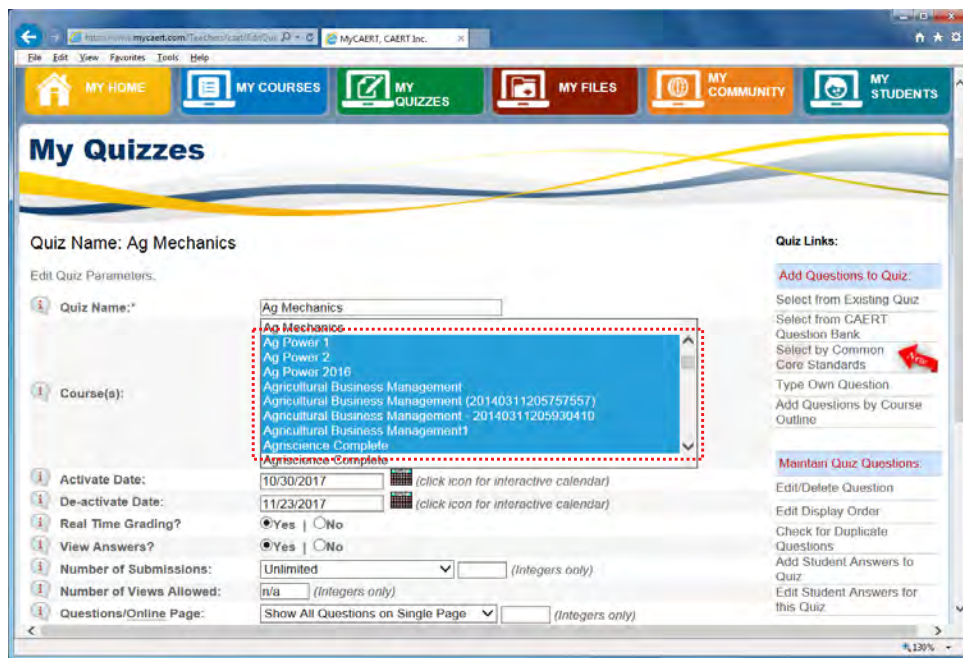 mycaert.com/Teachers/cart/EditQuiz
MyCAERT, CAERT Inc.
File Edit View Favorites Tools Help
MY HOME
MY COURSES
MY QUIZZES
MY FILES
MY COMMUNITY
MY STUDENTS
My Quizzes
Quiz Name: Ag Mechanics
Edit Quiz Parameters.
Quiz Name:* Ag Mechanics
Course(s):
Ag Mechanics
Ag Power 1
Ag Power 2
Ag Power 2016
Agricultural Business Management
Agricultural Business Management (20140311205757557)
Agricultural Business Management - 20140311205930410
Agricultural Business Management1
Agriscience Complete
Agriscience Complete
Activate Date: 10/30/2017 (click icon for interactive calendar)
De-activate Date: 11/23/2017 (click icon for interactive calendar)
Real Time Grading? Yes | No
View Answers? Yes | No
Number of Submissions: Unlimited (Integers only)
Number of Views Allowed: n/a (Integers only)
Questions/Online Page: Show All Questions on Single Page (Integers only)
Quiz Links:
Add Questions to Quiz:
Select from Existing Quiz
Select from CAERT
Question Bank
Select by Common
Core Standards
New
Type Own Question
Add Questions by Course
Outline
Maintain Quiz Questions:
Edit/Delete Question
Edit Display Order
Check for Duplicate
Questions
Add Student Answers to
Quiz
Edit Student Answers for
this Quiz
130%